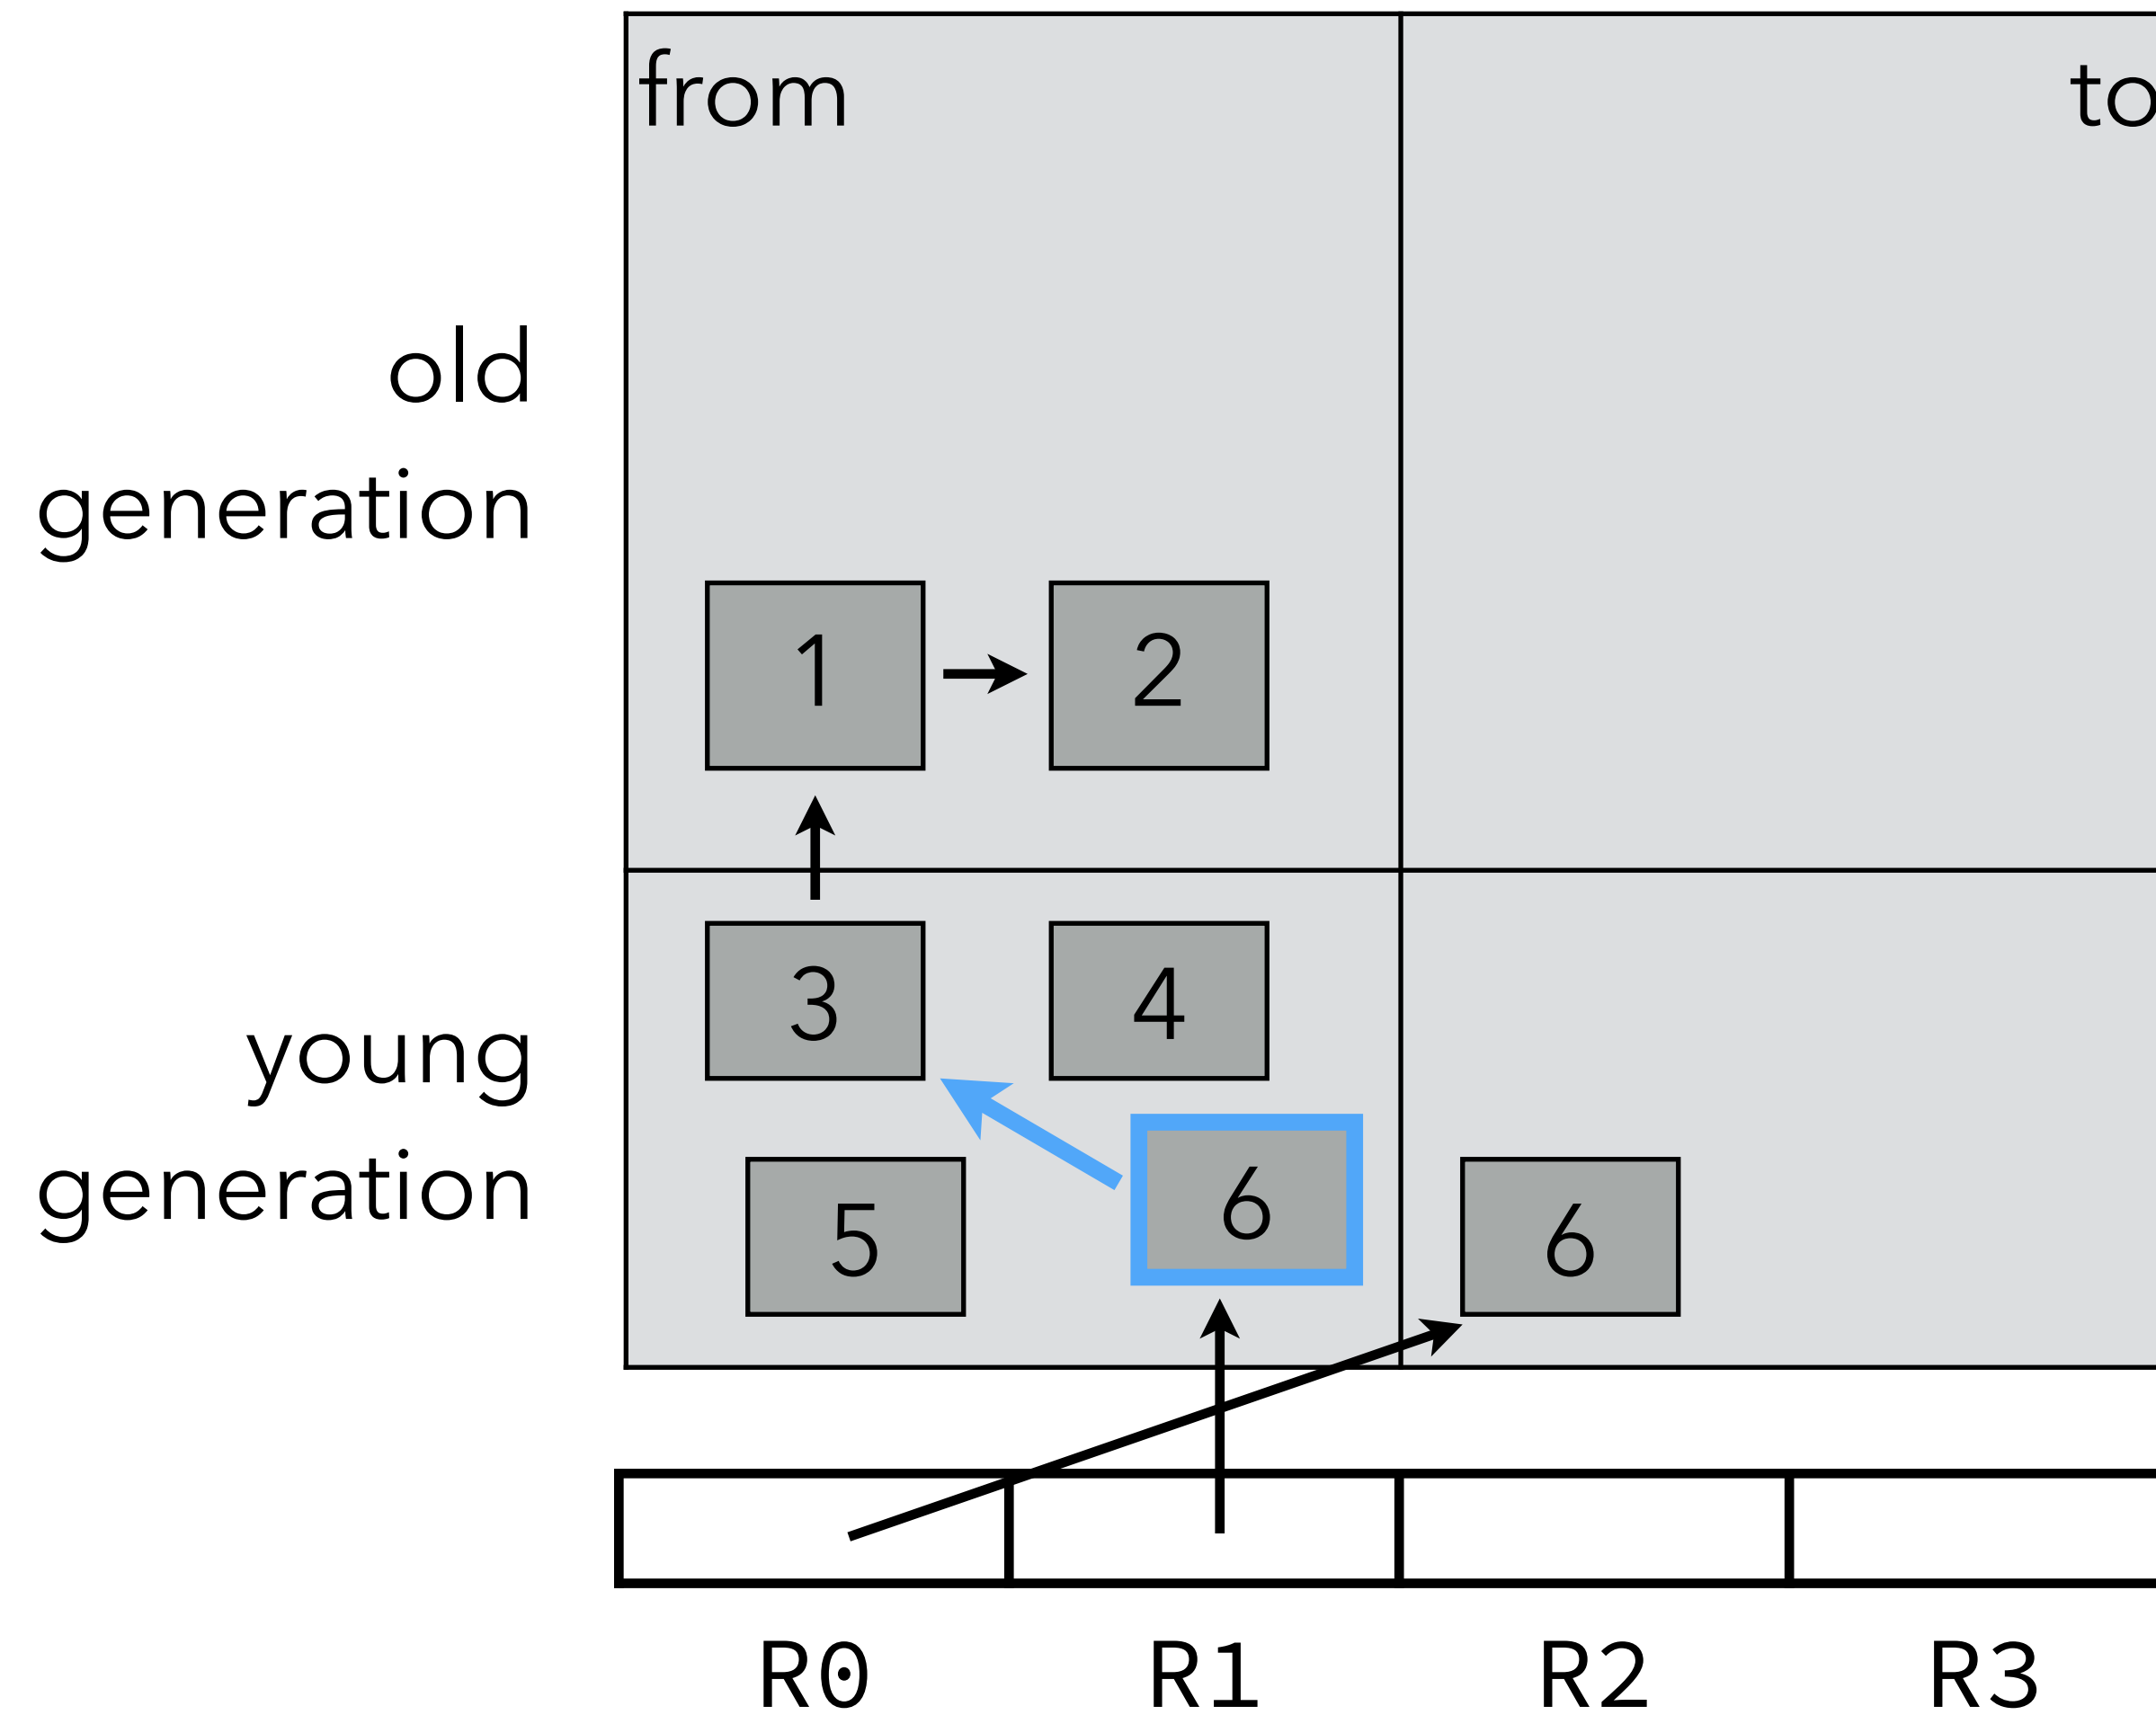 from
to
old
generation
1
2
3
4
young
generation
5
6
6
R0
R1
R2
R3